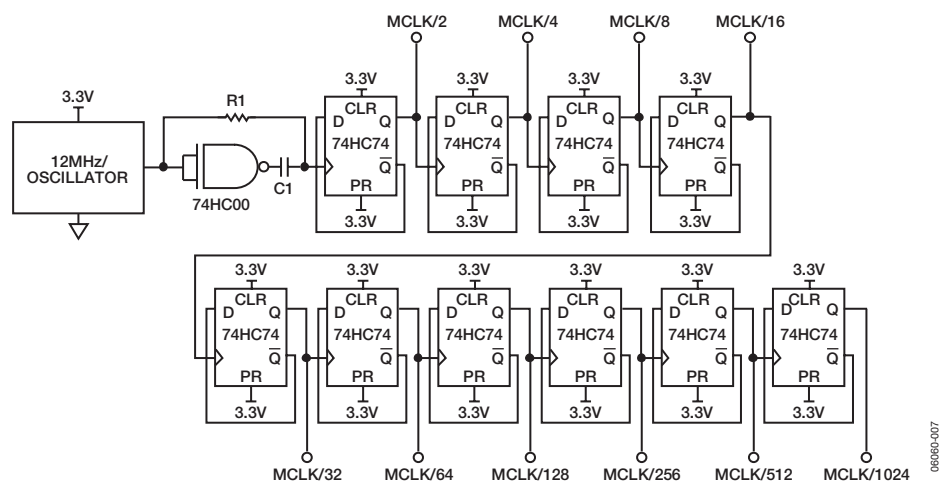 MCLK/2 MCLK/4 MCLK/8 MCLK/16
3.3V 3.3V 3.3V 3.3V
3.3V
R1
CLR CLR CLR CLR
D Q D Q D Q D Q
74HC74 74HC74 74HC74 74HC74
12MHz/
OSCILLATOR
Q Q Q Q
C1
PR PR PR PR
74HC00
3.3V 3.3V 3.3V 3.3V
3.3V 3.3V 3.3V 3.3V 3.3V 3.3V
CLR CLR CLR CLR CLR CLR
D Q D Q D Q D Q D Q D Q
74HC74 74HC74 74HC74 74HC74 74HC74 74HC74
Q Q Q Q Q Q
PR PR PR PR PR PR
3.3V 3.3V 3.3V 3.3V 3.3V 3.3V
MCLK/32 MCLK/64 MCLK/128 MCLK/256 MCLK/512 MCLK/1024
06060-007